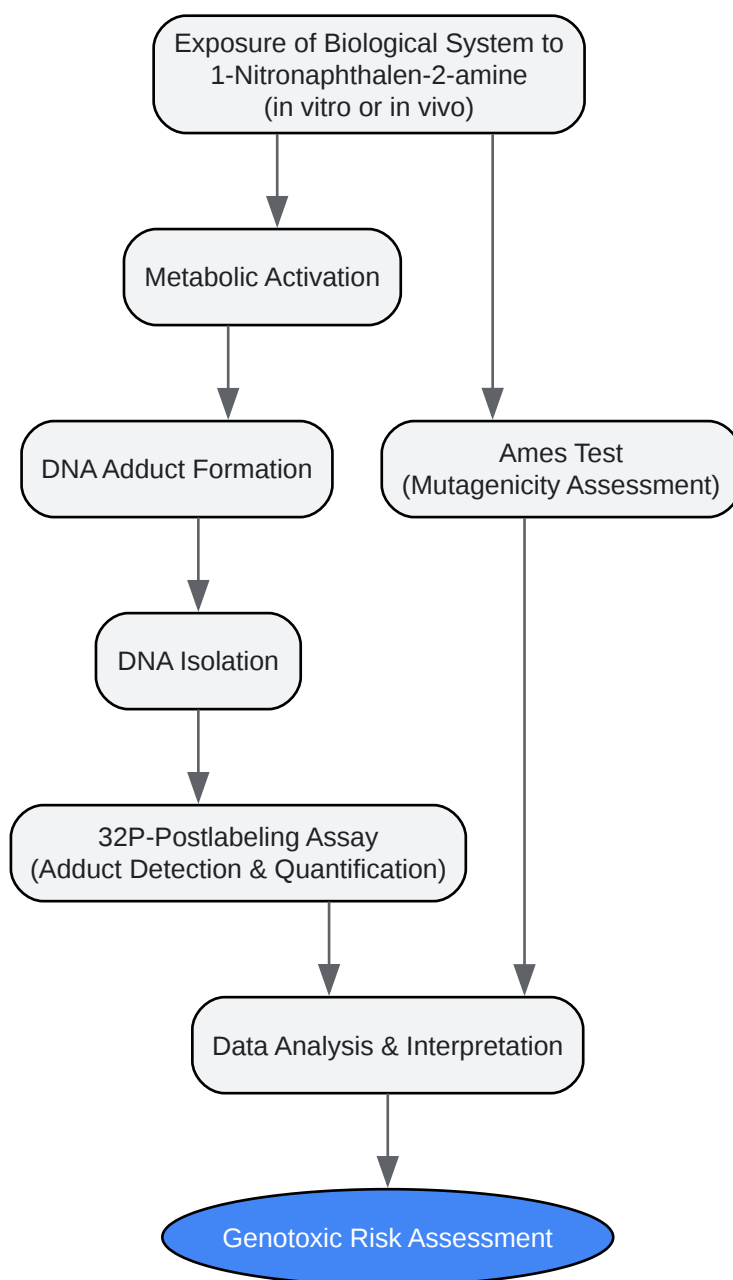 Exposure of Biological System to
1-Nitronaphthalen-2-amine
(in vitro or in vivo)
Metabolic Activation
DNA Adduct Formation
Ames Test
(Mutagenicity Assessment)
DNA Isolation
32P-Postlabeling Assay
(Adduct Detection & Quantification)
Data Analysis & Interpretation
Genotoxic Risk Assessment